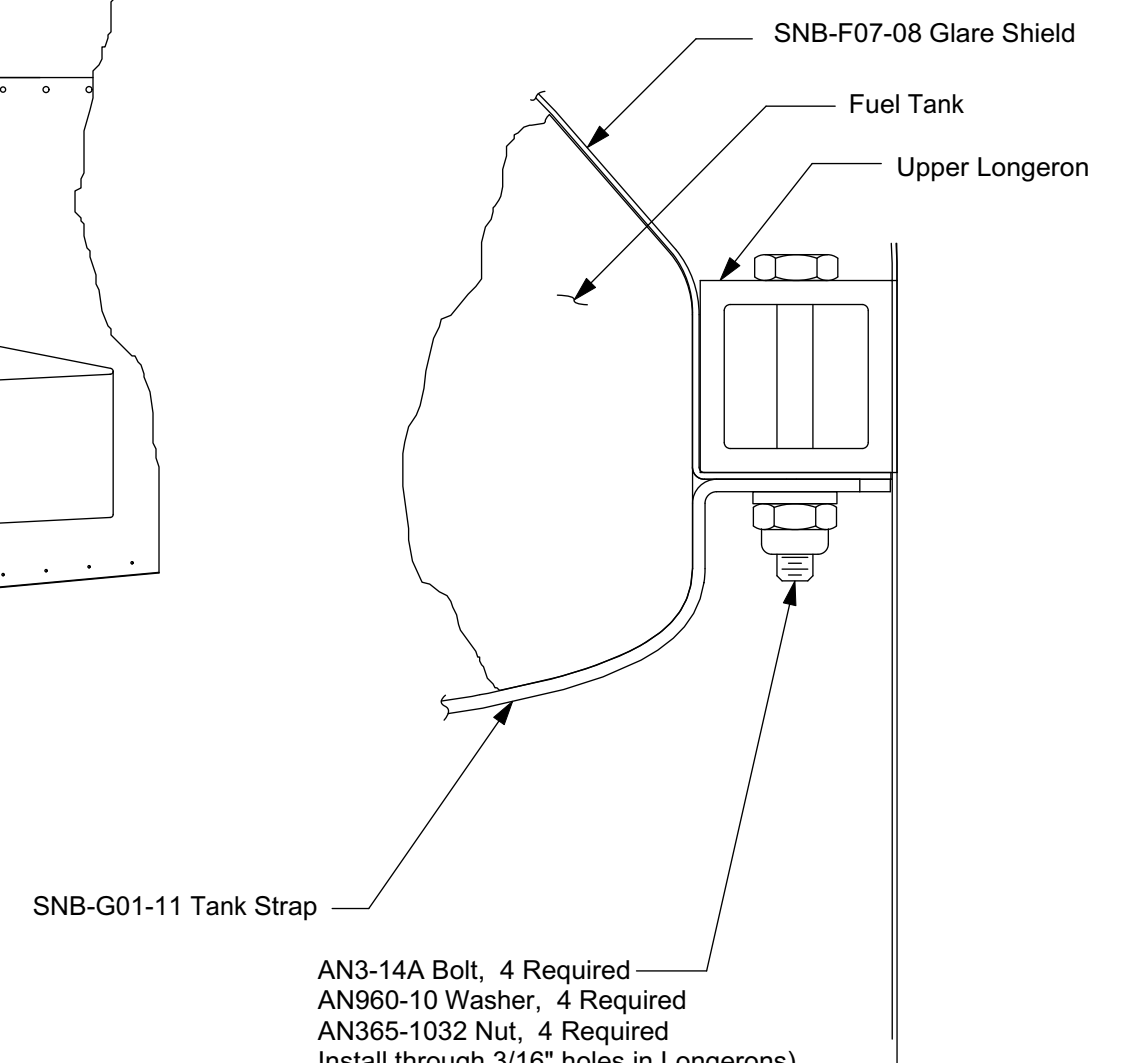 SNB-F07-08 Glare Shield
Fuel Tank
Upper Longeron
SNB-G01-11 Tank Strap
AN3-14A Bolt,  4 Required
AN960-10 Washer,  4 Required
AN365-1032 Nut,  4 Required
Install through 3/16" holes in Longerons)